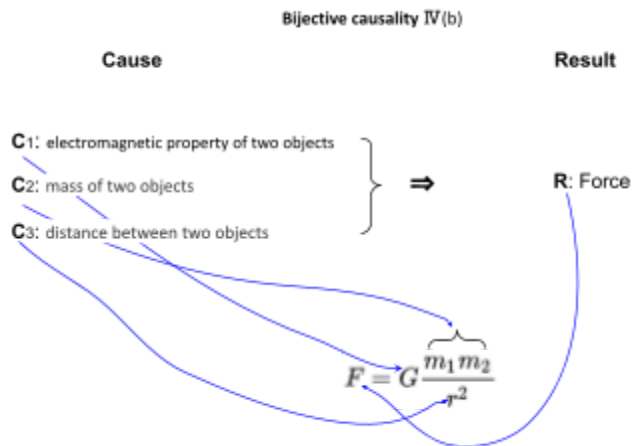 Bijective causality Ⅳ(b)
Cause Result
C1: electromagnetic property of two objects
C2: mass of two objects
⇒ R: Force
C3: distance between two objects
F = G m₁m₂ / r²